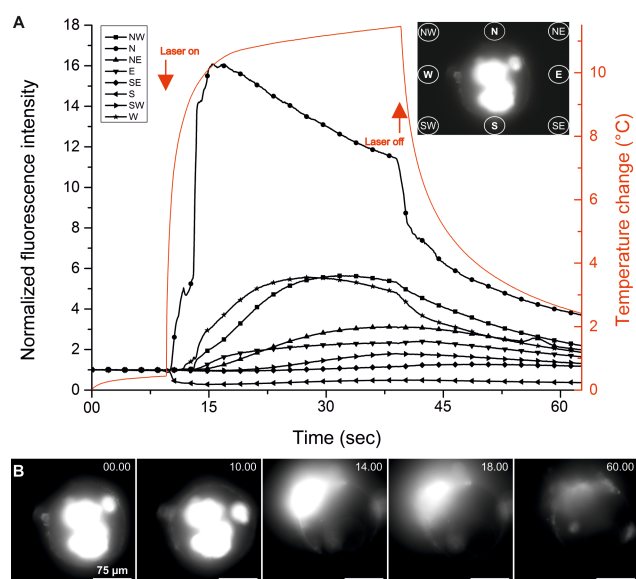 A
NW
N
NE
E
SE
S
SW
W
Laser on
Laser off
NW
N
NE
W
E
SW
S
SE
18
16
14
12
10
8
6
4
2
0
Normalized fluorescence intensity
10
8
6
4
2
0
Temperature change (°C)
00
15
30
45
60
Time (sec)
B
00.00
10.00
14.00
18.00
60.00
75 µm